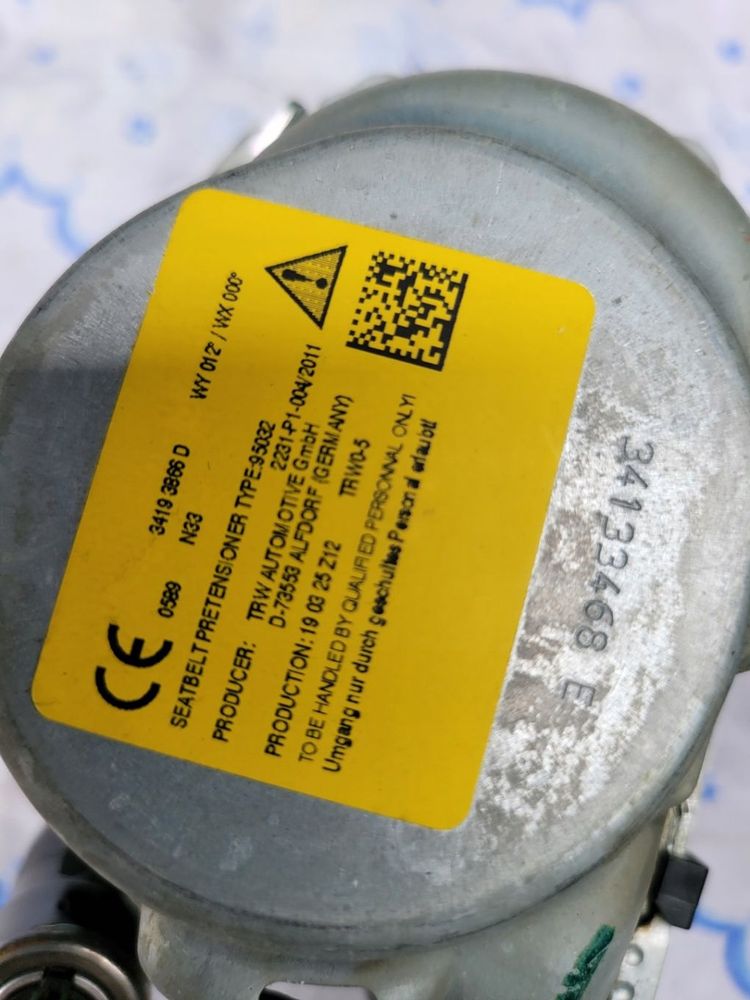 3419 3866 D WY 012° / WX 000°
CE 0589 N33
SEATBELT PRETENSIONER TYPE:95032
PRODUCER: 2231-P1-004/2011
TRW AUTOMOTIVE GmbH
D-73553 ALFDORF (GERMANY)
PRODUCTION: 19 03 25 Z12 TRW0-5
TO BE HANDLED BY QUALIFIED PERSONNAL ONLY!
Umgang nur durch geschultes Personal erlaubt!
34133468 E